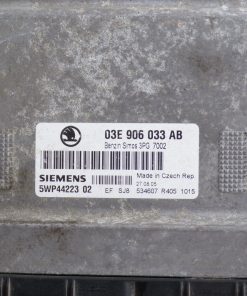 03E 906 033 AB
Benzin Simos 3PG 7002
SIEMENS
Made in Czech Rep
5WP44223 02
27.08.05
EF SJ8 534607 R405 1015